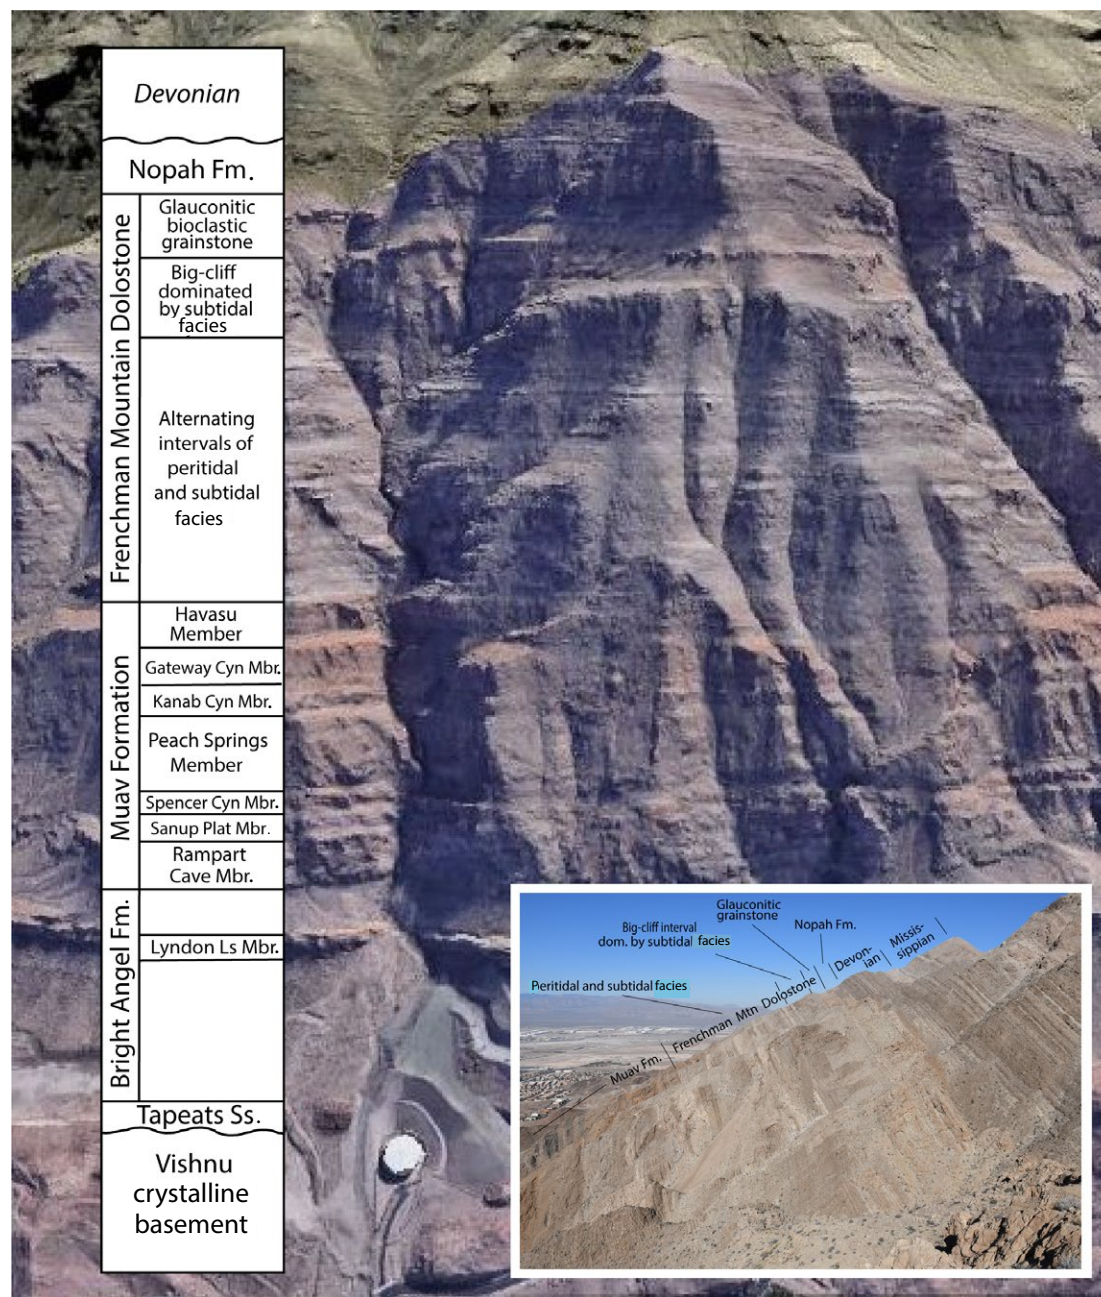 Devonian
Nopah Fm.
Frenchman Mountain Dolostone
Glauconitic
bioclastic
grainstone
Big-cliff
dominated
by subtidal
facies
Alternating
intervals of
peritidal
and subtidal
facies
Muav Formation
Havasu
Member
Gateway Cyn Mbr.
Kanab Cyn Mbr.
Peach Springs
Member
Spencer Cyn Mbr.
Sanup Plat Mbr.
Rampart
Cave Mbr.
Bright Angel Fm.
Lyndon Ls Mbr.
Tapeats Ss.
Vishnu
crystalline
basement
Glauconitic
grainstone
Big-cliff interval
dom. by subtidal facies
Nopah Fm.
Peritidal and subtidal facies
Muav Fm.
Frenchman Mtn Dolostone
Devon-
ian
Missis-
sippian